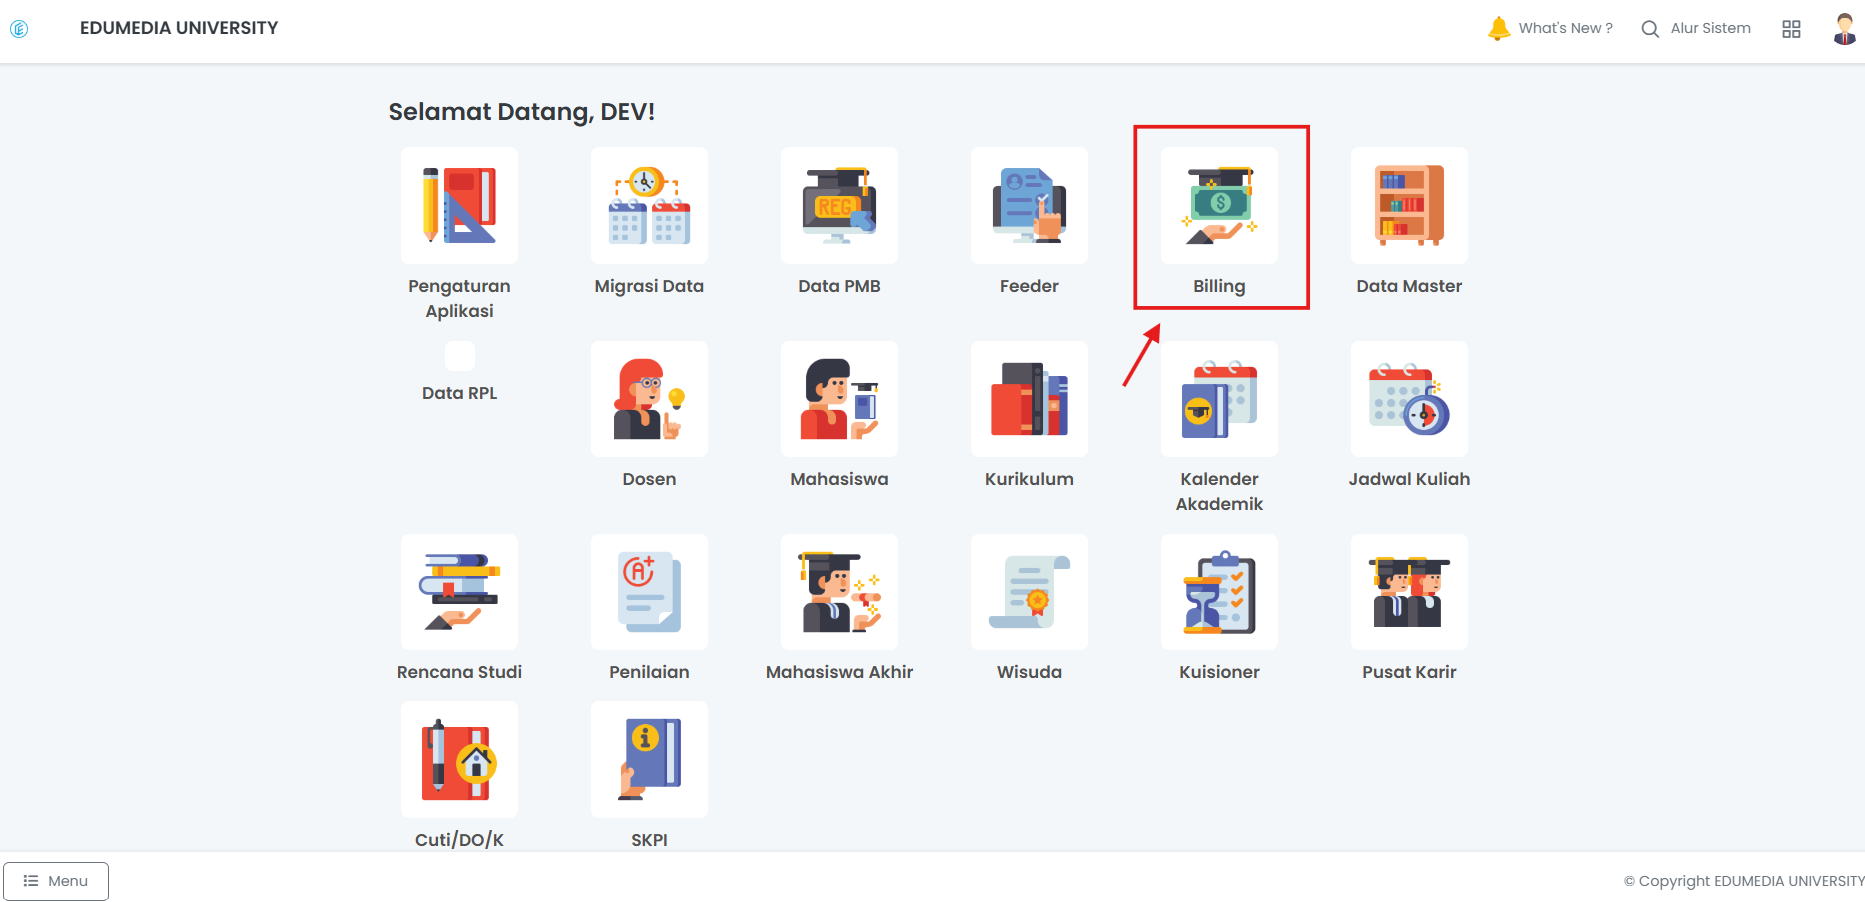 EDUMEDIA UNIVERSITY
What's New ?
Alur Sistem
Selamat Datang, DEV!
REG
Pengaturan
Aplikasi
Migrasi Data
Data PMB
Feeder
Billing
Data Master
Data RPL
Dosen
Mahasiswa
Kurikulum
Kalender
Akademik
Jadwal Kuliah
A+
Rencana Studi
Penilaian
Mahasiswa Akhir
Wisuda
Kuisioner
Pusat Karir
Cuti/DO/K
SKPI
Menu
© Copyright EDUMEDIA UNIVERSITY